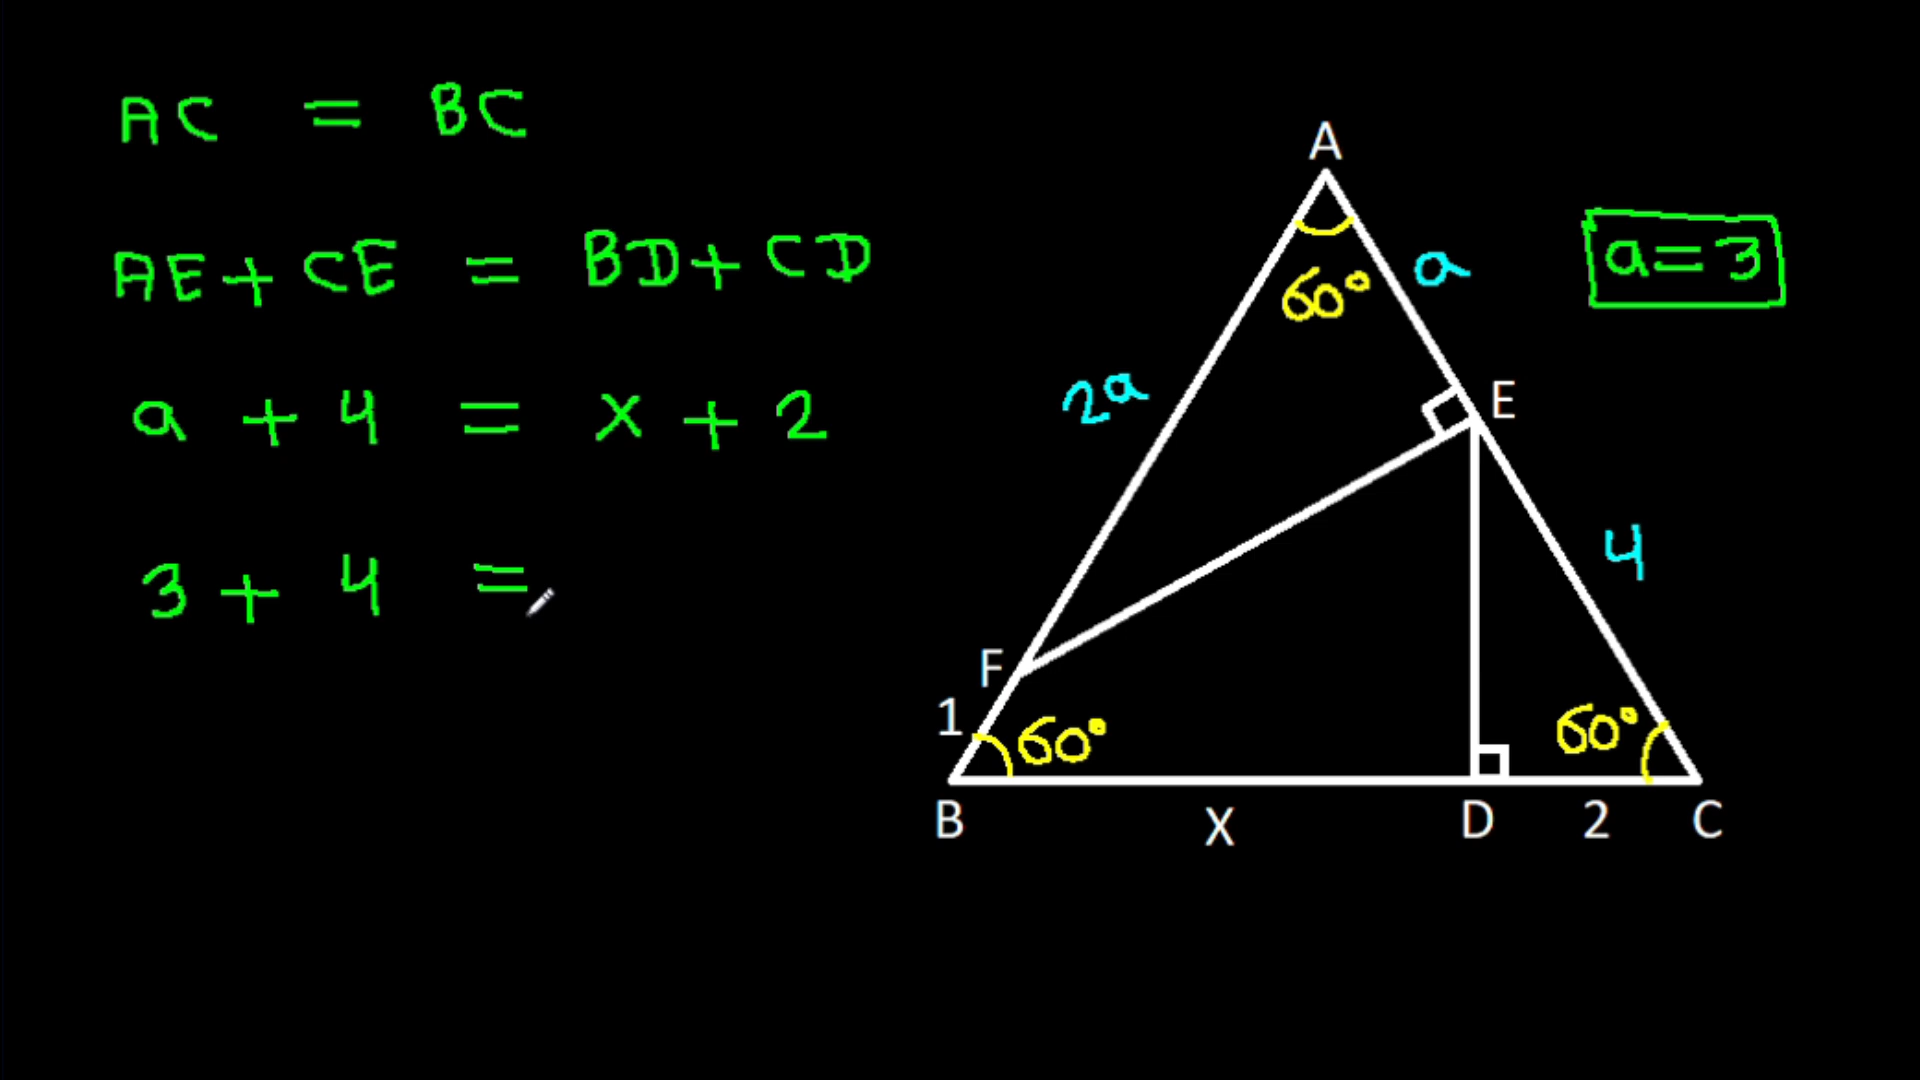 AC = BC
AE + CE = BD + CD
a + 4 = x + 2
3 + 4 =
A
60°
a
a = 3
2a
E
4
F
1
60°
60°
B
X
D
2
C